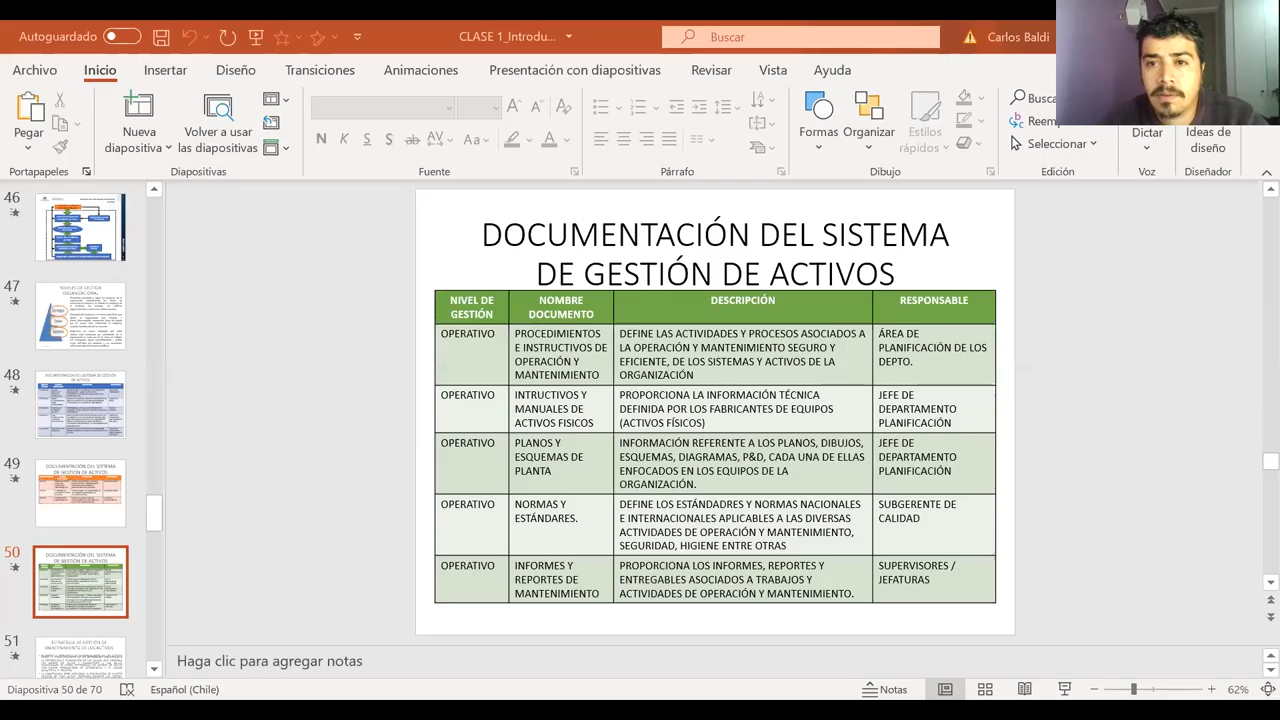 Autoguardado
CLASE 1_Introdu...
Buscar
Carlos Baldi
Archivo
Inicio
Insertar
Diseño
Transiciones
Animaciones
Presentación con diapositivas
Revisar
Vista
Ayuda
Pegar
Nueva
diapositiva
Volver a usar
las diapositivas
Formas
Organizar
Estilos
rápidos
Busca
Reemp
Seleccionar
Dictar
Ideas de
diseño
Portapapeles
Diapositivas
Fuente
Párrafo
Dibujo
Edición
Voz
Diseñador
46
47
48
49
50
51
DOCUMENTACIÓN DEL SISTEMA
DE GESTIÓN DE ACTIVOS
NIVEL DE
GESTIÓN
NOMBRE
DOCUMENTO
DESCRIPCIÓN
RESPONSABLE
OPERATIVO
PROCEDIMIENTOS
E INSTRUCTIVOS DE
OPERACIÓN Y
MANTENIMIENTO
DEFINE LAS ACTIVIDADES Y PROCESOS ASOCIADOS A
LA OPERACIÓN Y MANTENIMIENTO SEGURO Y
EFICIENTE, DE LOS SISTEMAS Y ACTIVOS DE LA
ORGANIZACIÓN
ÁREA DE
PLANIFICACIÓN DE LOS
DEPTO.
OPERATIVO
INTRUCTIVOS Y
MANUALES DE
ACTIVOS FISICOS
PROPORCIONA LA INFORMACIÓN TÉCNICA
DEFINIDA POR LOS FABRICANTES DE EQUIPOS
(ACTIVOS FÍSICOS)
JEFE DE
DEPARTAMENTO
PLANIFICACIÓN
OPERATIVO
PLANOS Y
ESQUEMAS DE
PLANTA
INFORMACIÓN REFERENTE A LOS PLANOS, DIBUJOS,
ESQUEMAS, DIAGRAMAS, P&D, CADA UNA DE ELLAS
ENFOCADOS EN LOS EQUIPOS DE LA
ORGANIZACIÓN.
JEFE DE
DEPARTAMENTO
PLANIFICACIÓN
OPERATIVO
NORMAS Y
ESTÁNDARES.
DEFINE LOS ESTÁNDADRES Y NORMAS NACIONALES
E INTERNACIONALES APLICABLES A LAS DIVERSAS
ACTIVIDADES DE OPERACIÓN Y MANTENIMIENTO,
SEGURIDAD, HIGIENE ENTRE OTRAS
SUBGERENTE DE
CALIDAD
OPERATIVO
INFORMES Y
REPORTES DE
MANTENIMIENTO
PROPORCIONA LOS INFORMES, REPORTES Y
ENTREGABLES ASOCIADOS A TRABAJOS Y
ACTIVIDADES DE OPERACIÓN Y MANTENIMIENTO.
SUPERVISORES /
JEFATURAS
Haga clic para agregar notas
Diapositiva 50 de 70
Español (Chile)
Notas
62%